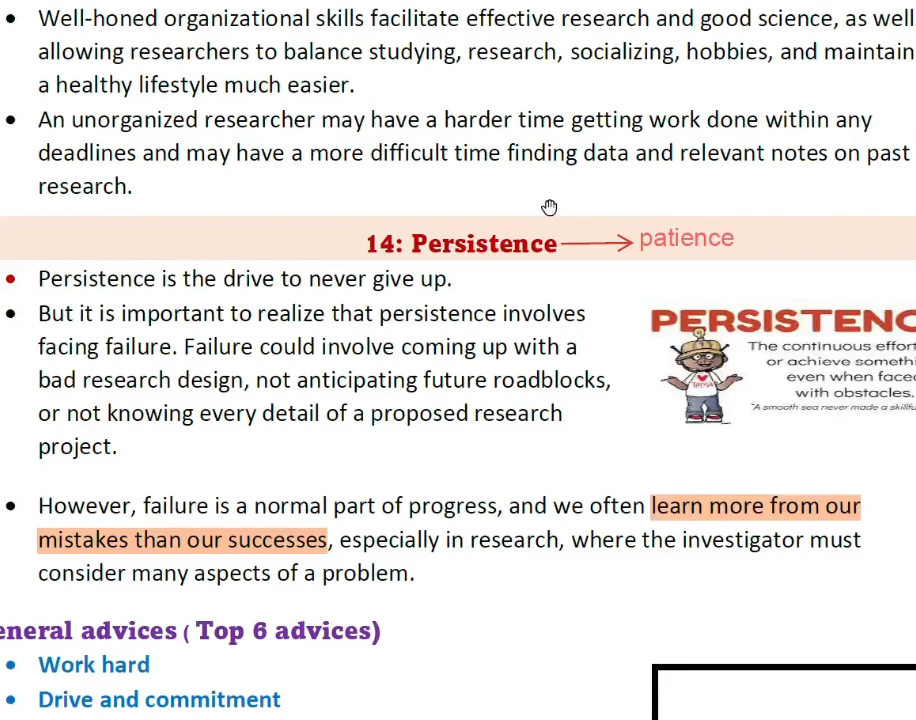 • Well-honed organizational skills facilitate effective research and good science, as well
allowing researchers to balance studying, research, socializing, hobbies, and maintain
a healthy lifestyle much easier.
• An unorganized researcher may have a harder time getting work done within any
deadlines and may have a more difficult time finding data and relevant notes on past
research.
14: Persistence → patience
• Persistence is the drive to never give up.
• But it is important to realize that persistence involves
facing failure. Failure could involve coming up with a
bad research design, not anticipating future roadblocks,
or not knowing every detail of a proposed research
project.
PERSISTENC
The continuous effort
or achieve somethi
even when faced
with obstacles.
"A smooth sea never made a skillfu
• However, failure is a normal part of progress, and we often learn more from our
mistakes than our successes, especially in research, where the investigator must
consider many aspects of a problem.
eneral advices ( Top 6 advices)
• Work hard
• Drive and commitment